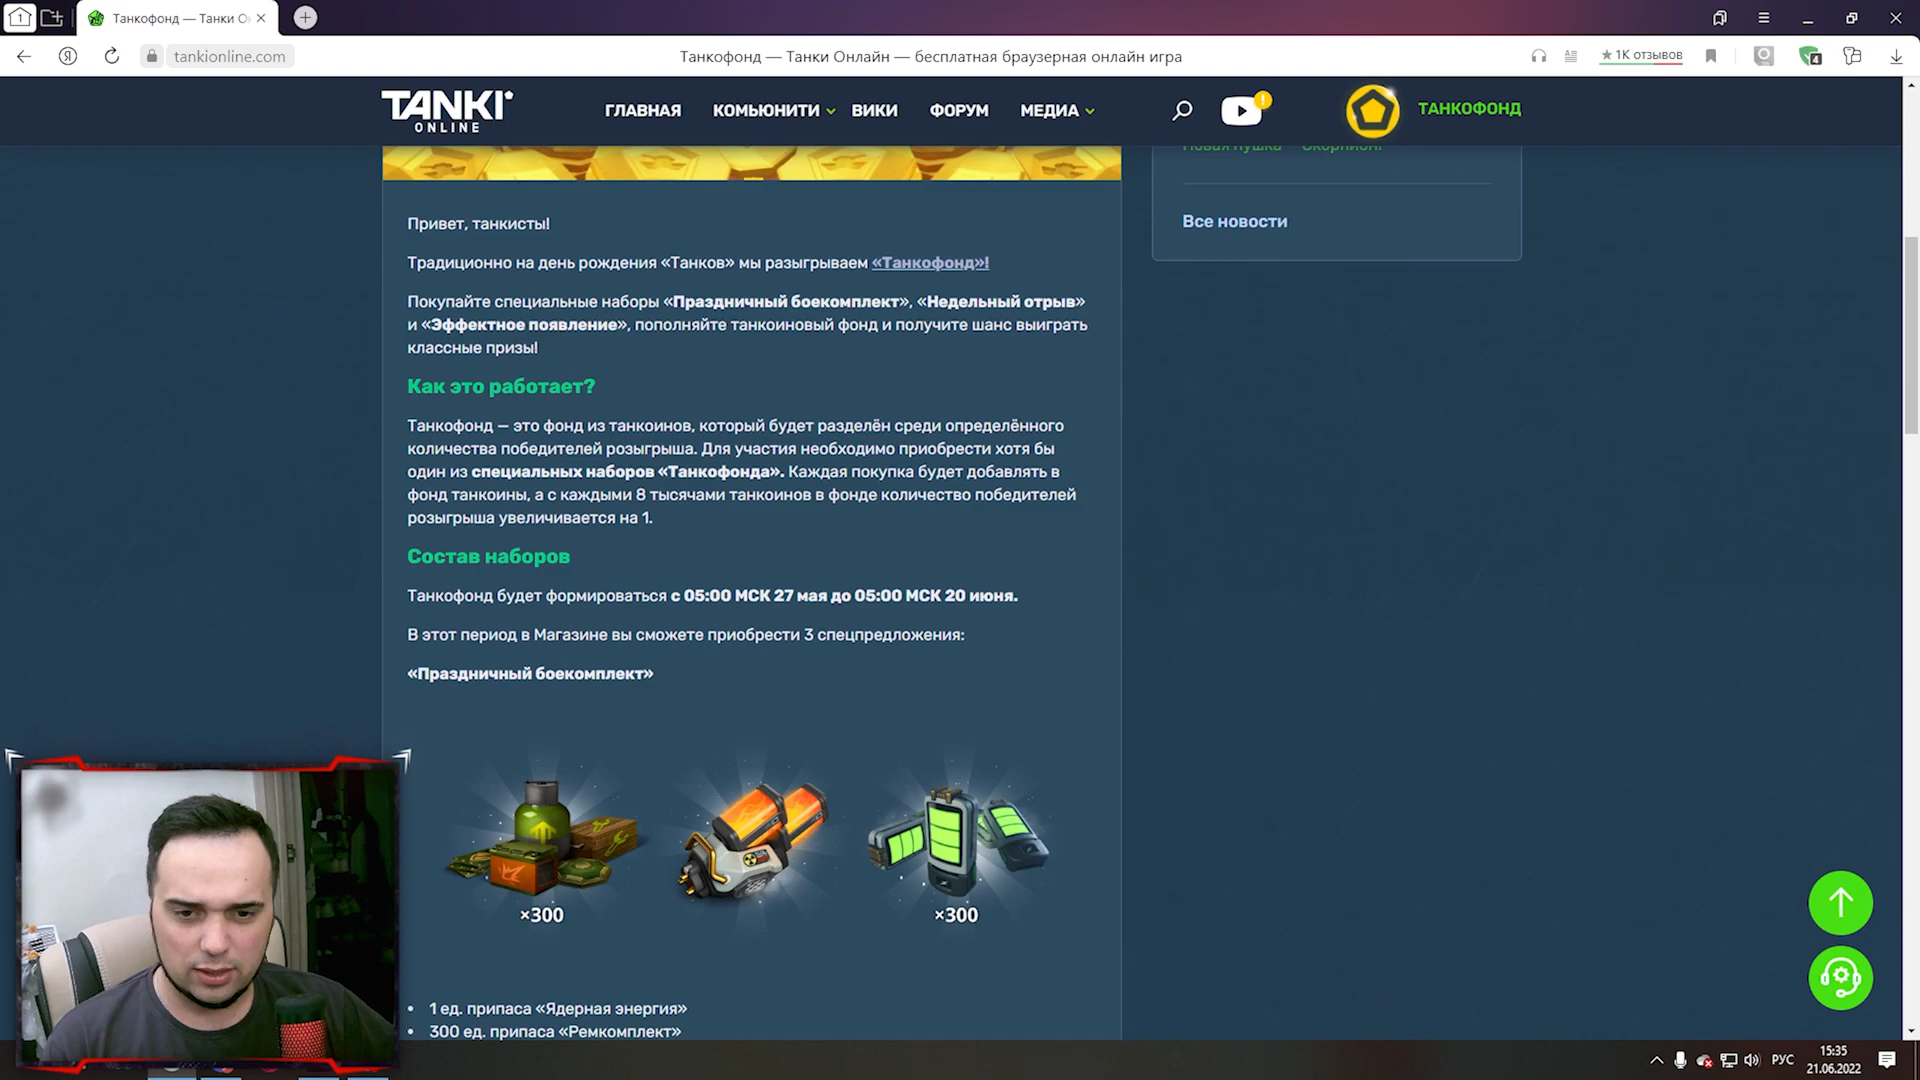 1
Танкофонд — Танки О
tankionline.com
Танкофонд — Танки Онлайн — бесплатная браузерная онлайн игра
1К отзывов
4
TANKI
ONLINE
ГЛАВНАЯ
КОМЬЮНИТИ
ВИКИ
ФОРУМ
МЕДИА
ТАНКОФОНД
Новая пушка — Скорпион!
Все новости
Привет, танкисты!
Традиционно на день рождения «Танков» мы разыгрываем «Танкофонд»!
Покупайте специальные наборы «Праздничный боекомплект», «Недельный отрыв»
и «Эффектное появление», пополняйте танкоиновый фонд и получите шанс выиграть
классные призы!
Как это работает?
Танкофонд — это фонд из танкоинов, который будет разделён среди определённого
количества победителей розыгрыша. Для участия необходимо приобрести хотя бы
один из специальных наборов «Танкофонда». Каждая покупка будет добавлять в
фонд танкоины, а с каждыми 8 тысячами танкоинов в фонде количество победителей
розыгрыша увеличивается на 1.
Состав наборов
Танкофонд будет формироваться с 05:00 МСК 27 мая до 05:00 МСК 20 июня.
В этот период в Магазине вы сможете приобрести 3 спецпредложения:
«Праздничный боекомплект»
×300
×300
• 1 ед. припаса «Ядерная энергия»
• 300 ед. припаса «Ремкомплект»
РУС
15:35
21.06.2022